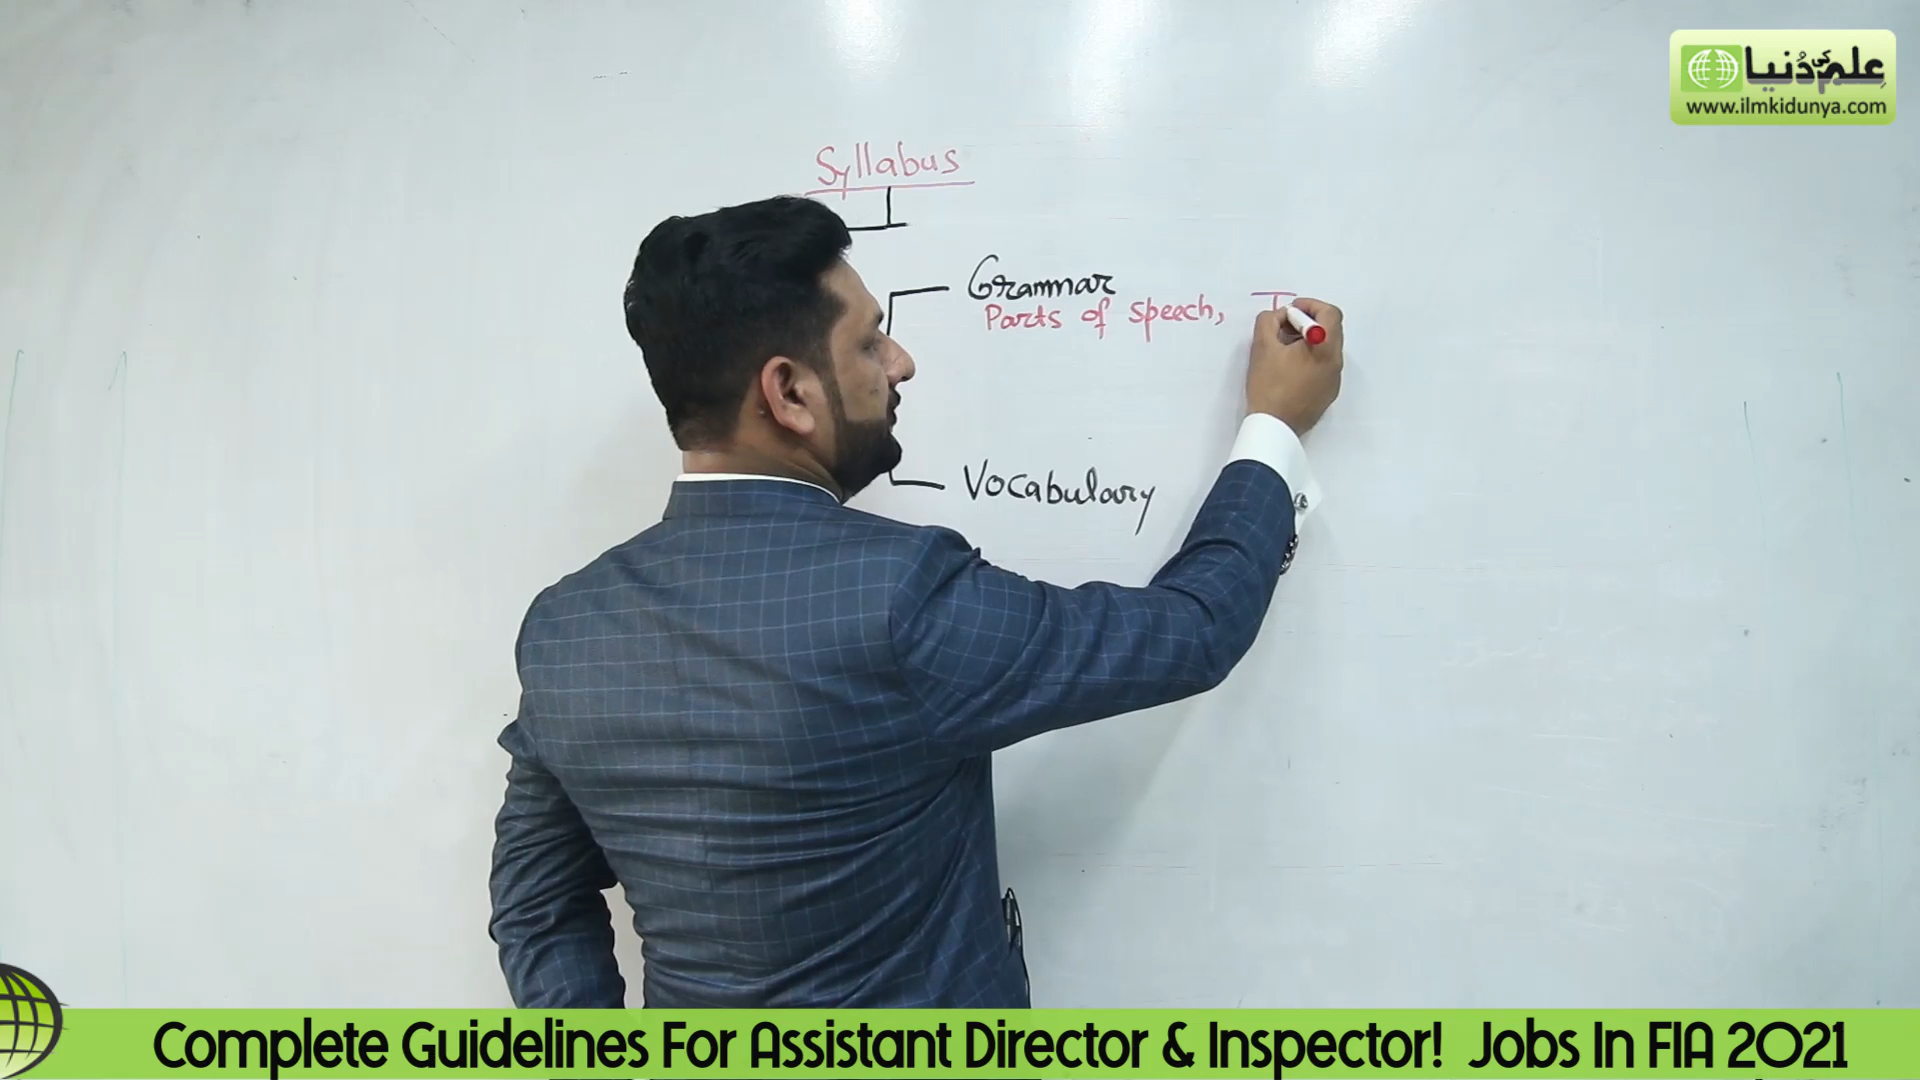 علم کی دنیا
www.ilmkidunya.com
Syllabus
Grammar
Parts of speech, T
Vocabulary
Complete Guidelines For Assistant Director & Inspector! Jobs In FIA 2021